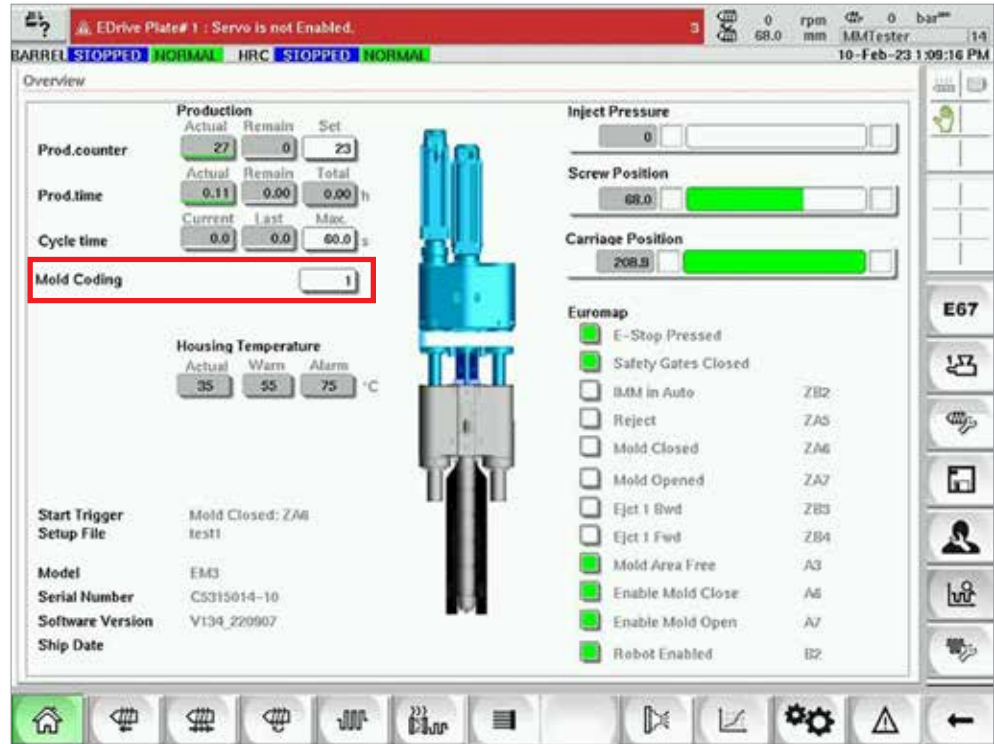 EDrive Plate# 1 : Servo is not Enabled. 3
0 rpm 0 bar
68.0 mm MMTester 14
BARREL STOPPED NORMAL HRC STOPPED NORMAL 10-Feb-23 1:09:16 PM
Overview
Production
Actual Remain Set
Prod.counter 27 0 23
Actual Remain Total
Prod.time 0.11 0.00 0.00 h
Current Last Max.
Cycle time 0.0 0.0 60.0 s
Mold Coding 1
Housing Temperature
Actual Warn Alarm
35 55 75 °C
Start Trigger Mold Closed: ZA6
Setup File test1
Model EM3
Serial Number C5315014-10
Software Version V134_220907
Ship Date
Inject Pressure
0
Screw Position
68.0
Carriage Position
208.9
Euromap
E-Stop Pressed
Safety Gates Closed
IMM in Auto ZB2
Reject ZA5
Mold Closed ZA6
Mold Opened ZA7
Ejct 1 Bwd ZB3
Ejct 1 Fwd ZB4
Mold Area Free A3
Enable Mold Close A6
Enable Mold Open A7
Robot Enabled B2
E67